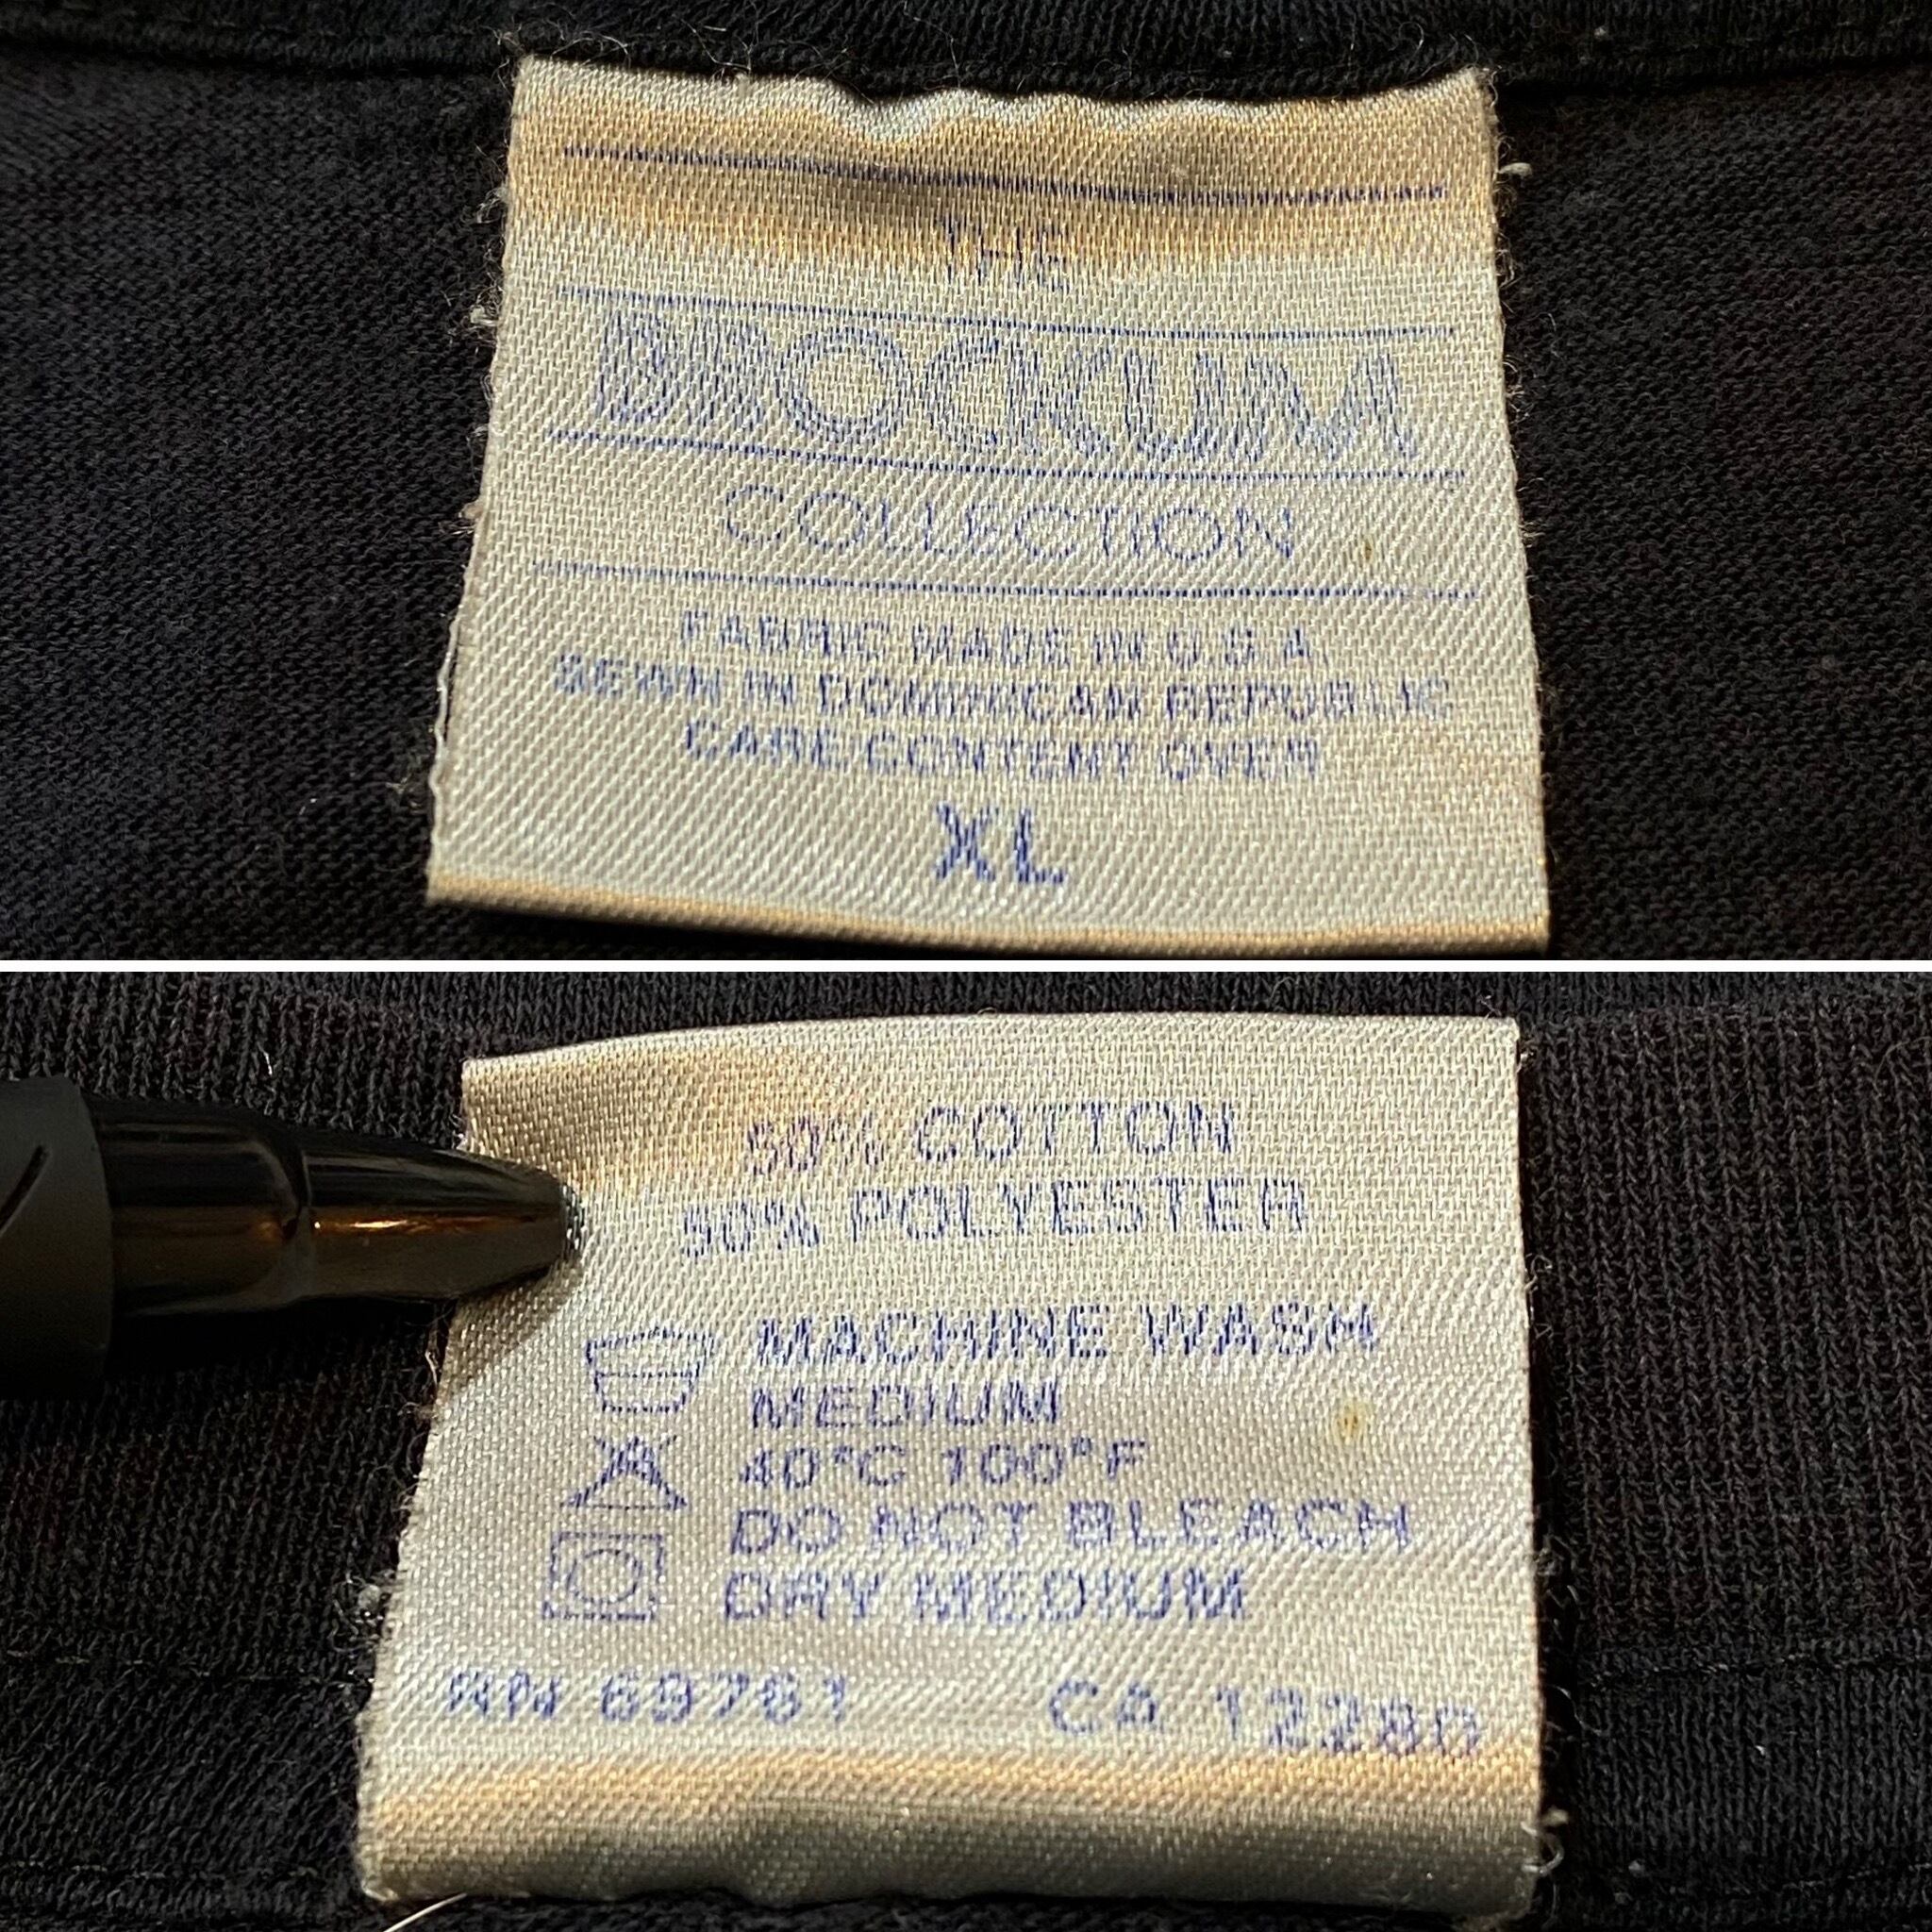 THE
BROCKUM
COLLECTION
FABRIC MADE IN U.S.A.
SEWN IN DOMINICAN REPUBLIC
CARE/CONTENT OVER
XL
50% COTTON
50% POLYESTER
MACHINE WASH
MEDIUM
40°C 100°F
DO NOT BLEACH
DRY MEDIUM
RN 69761 CA 12280